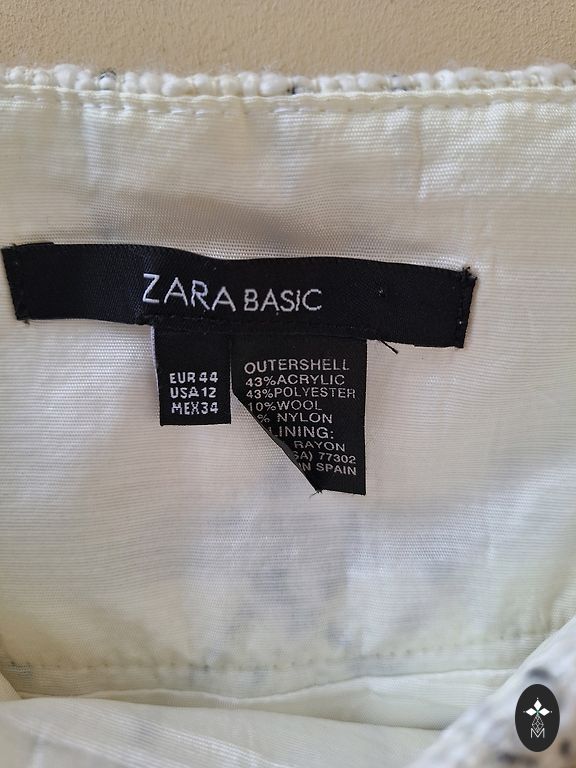 ZARA BASIC
EUR 44
USA 12
MEX 34
OUTERSHELL
43% ACRYLIC
43% POLYESTER
10% WOOL
% NYLON
LINING:
RAYON
SA) 77302
N SPAIN